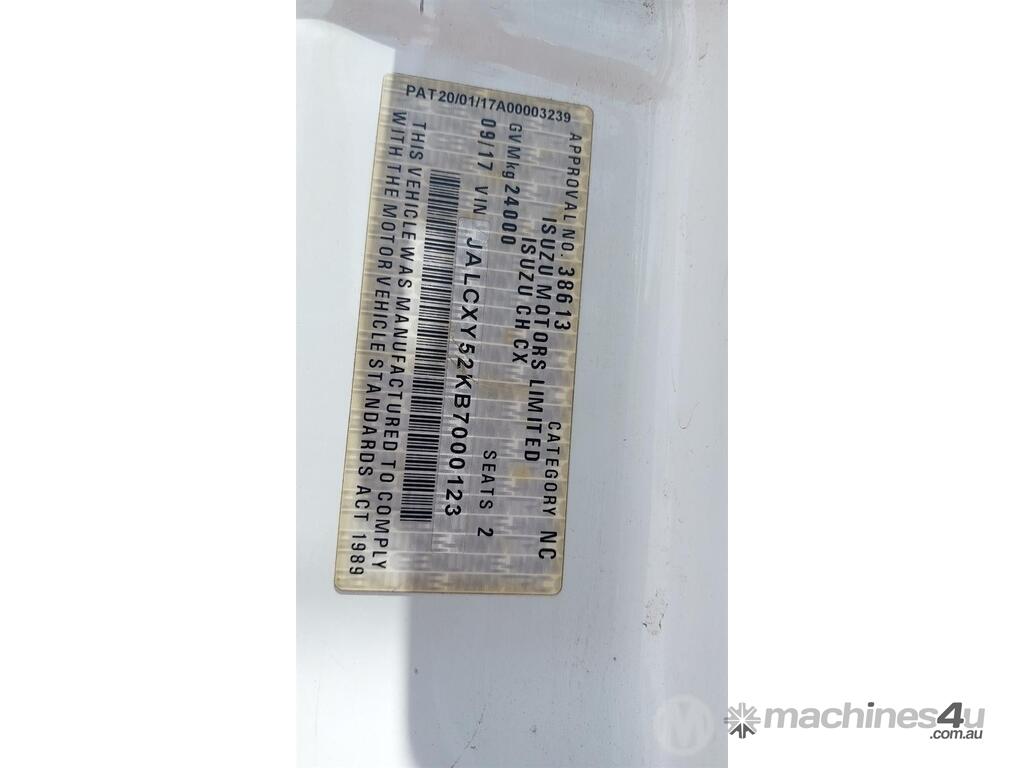 PAT20/01/17A00003239
APPROVAL NO. 38613 CATEGORY NC
ISUZU MOTORS LIMITED
ISUZU CH CX
GVMkg 24000
09/17 VIN JALCXY52KB7000123 SEATS 2
THIS VEHICLE WAS MANUFACTURED TO COMPLY
WITH THE MOTOR VEHICLE STANDARDS ACT 1989
M machines4u
.com.au